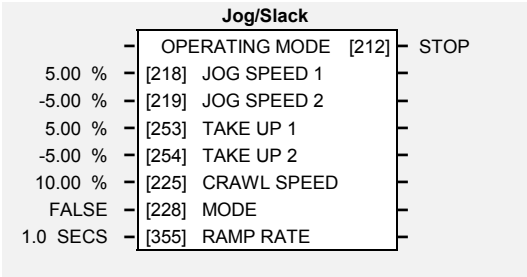 Jog/Slack
OPERATING MODE [212] STOP
5.00 % [218] JOG SPEED 1
-5.00 % [219] JOG SPEED 2
5.00 % [253] TAKE UP 1
-5.00 % [254] TAKE UP 2
10.00 % [225] CRAWL SPEED
FALSE [228] MODE
1.0 SECS [355] RAMP RATE